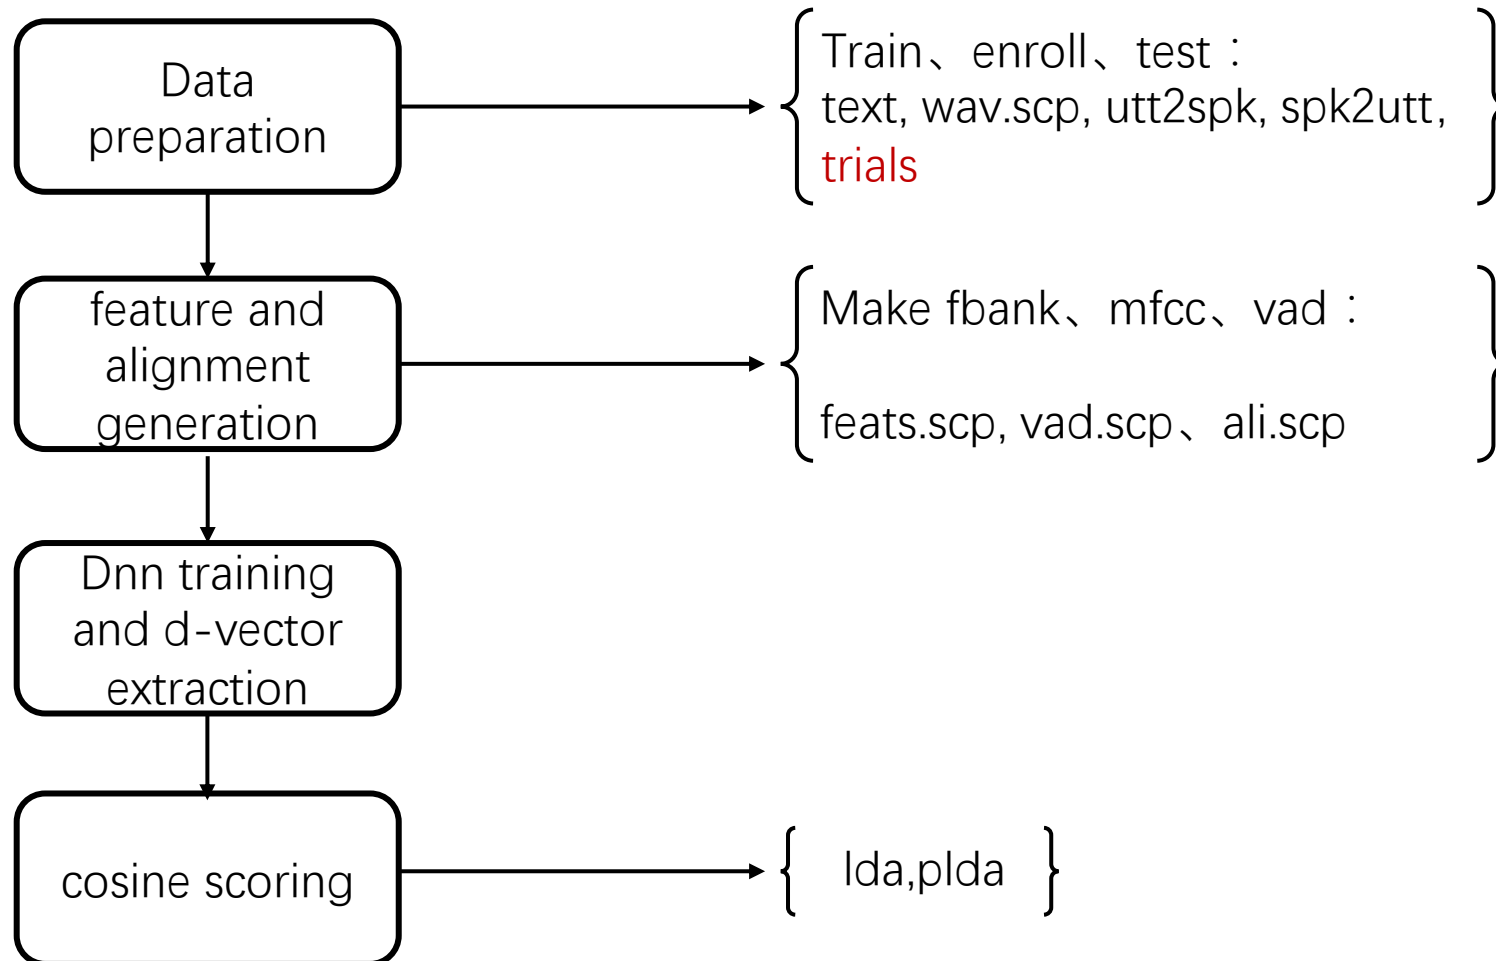 Data
preparation
Train、enroll、test：
text, wav.scp, utt2spk, spk2utt,
trials
feature and
alignment
generation
Make fbank、mfcc、vad：
feats.scp, vad.scp、ali.scp
Dnn training
and d-vector
extraction
cosine scoring
lda,plda